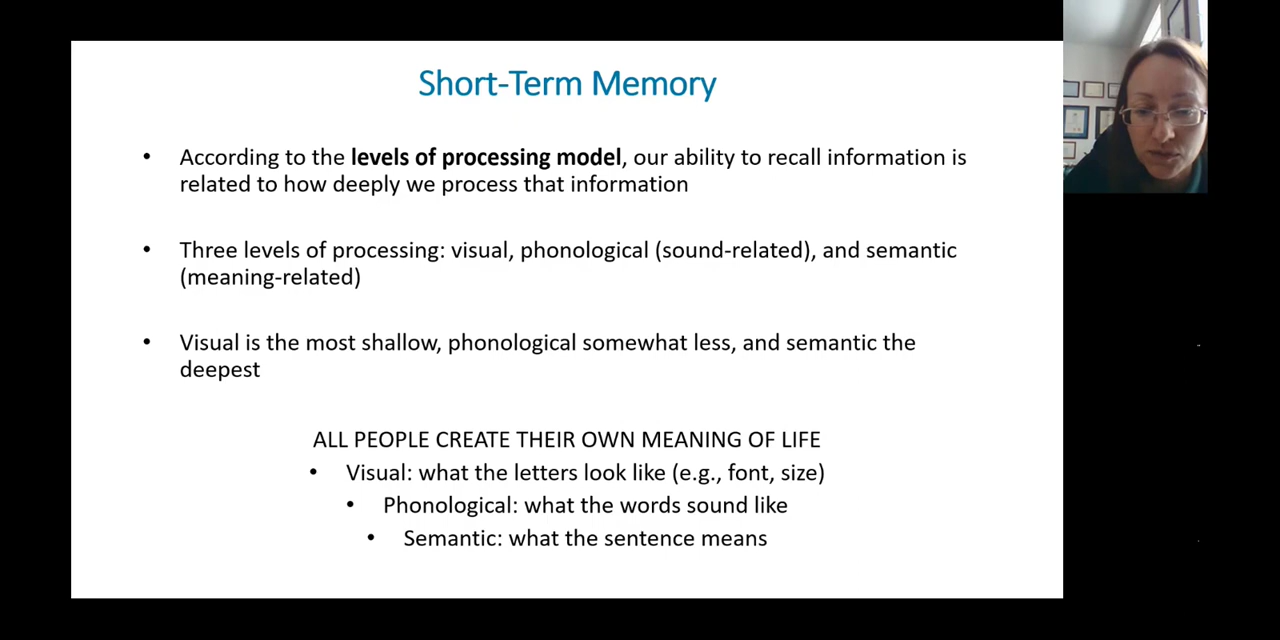 Short-Term Memory
• According to the levels of processing model, our ability to recall information is
related to how deeply we process that information
• Three levels of processing: visual, phonological (sound-related), and semantic
(meaning-related)
• Visual is the most shallow, phonological somewhat less, and semantic the
deepest
ALL PEOPLE CREATE THEIR OWN MEANING OF LIFE
• Visual: what the letters look like (e.g., font, size)
• Phonological: what the words sound like
• Semantic: what the sentence means